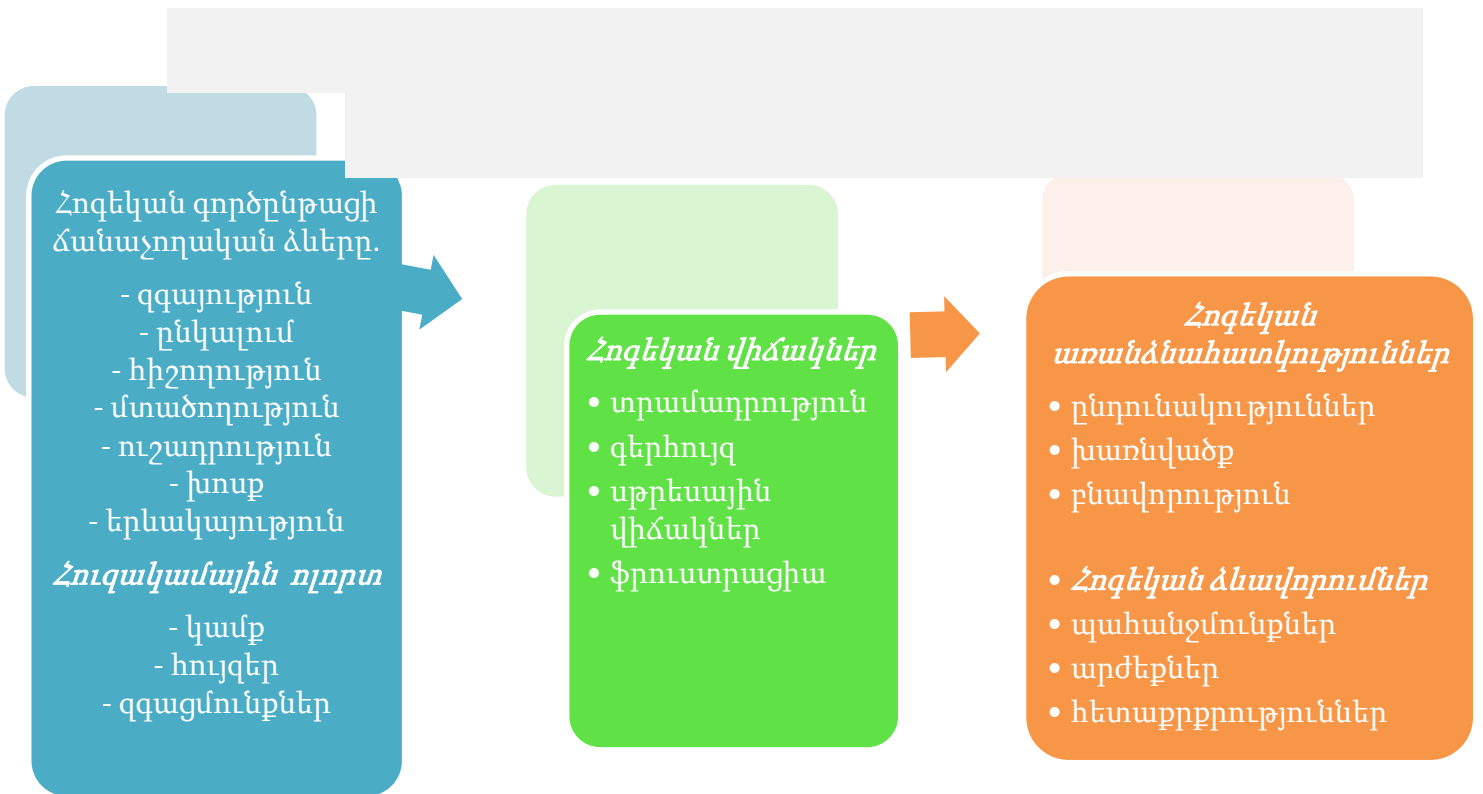 Հոգեկան գործընթացի
ճանաչողական ձևերը.
- զգայություն
- ընկալում
- հիշողություն
- մտածողություն
- ուշադրություն
- խոսք
- երևակայություն
Հուզակամային ոլորտ
- կամք
- հույզեր
- զգացմունքներ
Հոգեկան վիճակներ
• տրամադրություն
• գերհույզ
• սթրեսային
վիճակներ
• ֆրուստրացիա
Հոգեկան
առանձնահատկություններ
• ընդունակություններ
• խառնվածք
• բնավորություն
• Հոգեկան ձևավորումներ
• պահանջմունքներ
• արժեքներ
• հետաքրքրություններ